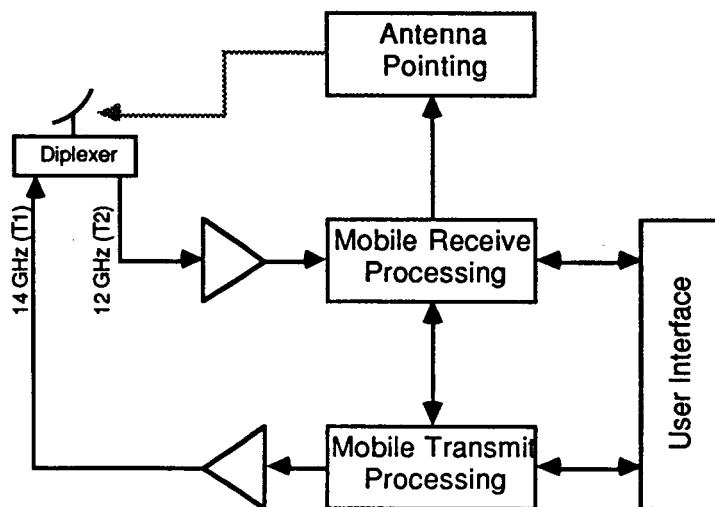 Antenna
Pointing
Diplexer
14 GHz (T1)
12 GHz (T2)
Mobile Receive
Processing
User Interface
Mobile Transmit
Processing